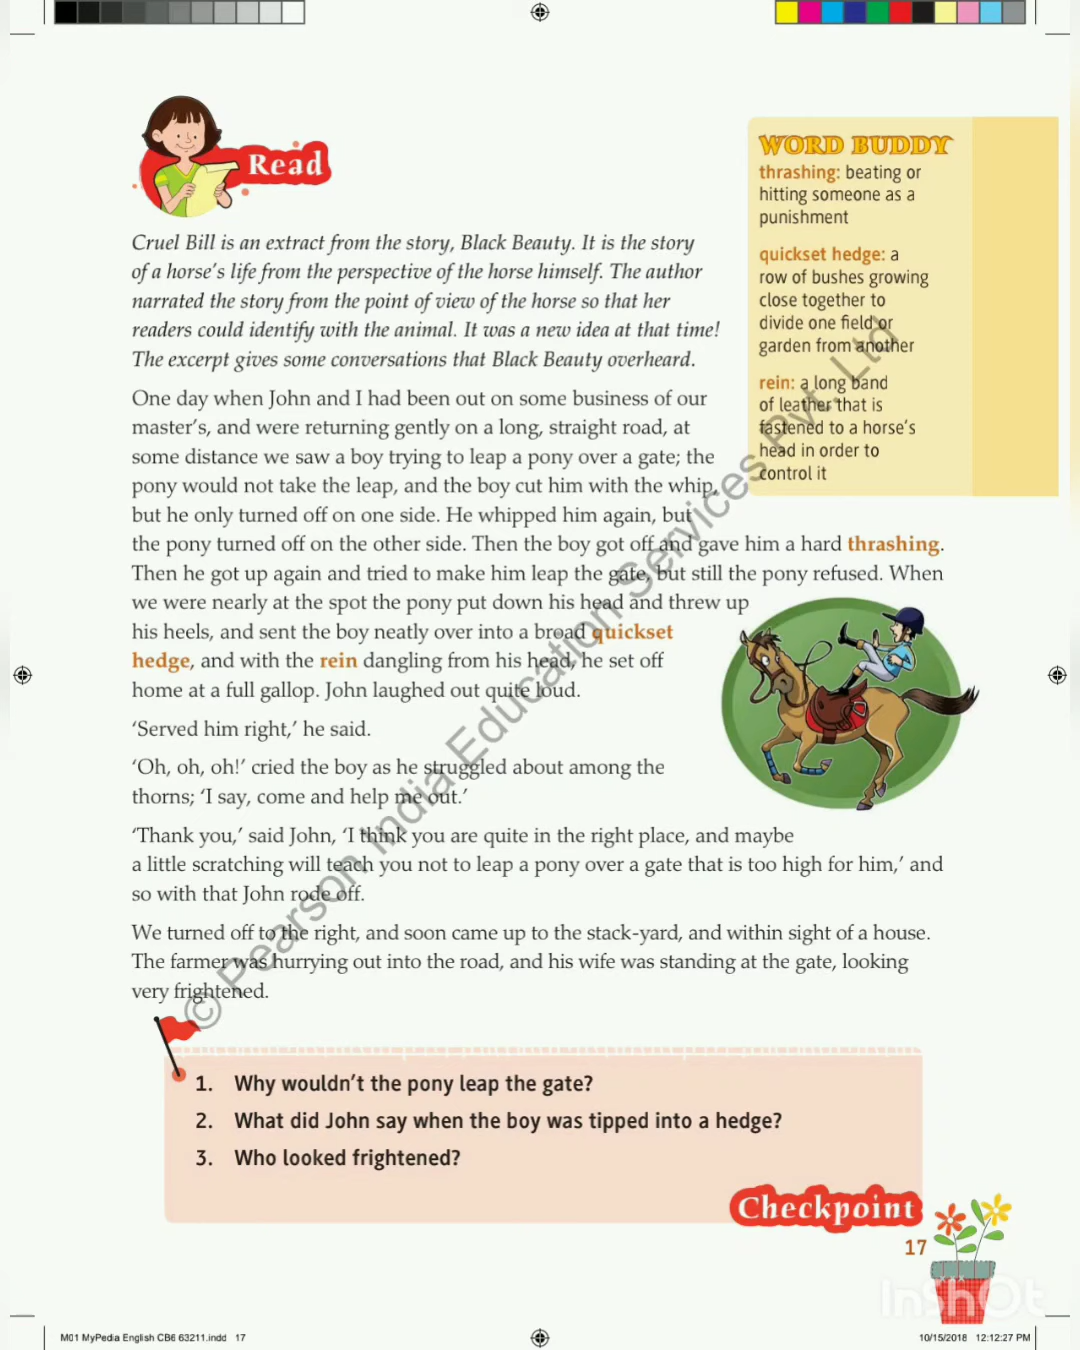 Read
Cruel Bill is an extract from the story, Black Beauty. It is the story
of a horse's life from the perspective of the horse himself. The author
narrated the story from the point of view of the horse so that her
readers could identify with the animal. It was a new idea at that time!
The excerpt gives some conversations that Black Beauty overheard.
WORD BUDDY
thrashing: beating or
hitting someone as a
punishment
quickset hedge: a
row of bushes growing
close together to
divide one field or
garden from another
rein: a long band
of leather that is
fastened to a horse's
head in order to
control it
One day when John and I had been out on some business of our
master's, and were returning gently on a long, straight road, at
some distance we saw a boy trying to leap a pony over a gate; the
pony would not take the leap, and the boy cut him with the whip,
but he only turned off on one side. He whipped him again, but
the pony turned off on the other side. Then the boy got off and gave him a hard thrashing.
Then he got up again and tried to make him leap the gate, but still the pony refused. When
we were nearly at the spot the pony put down his head and threw up
his heels, and sent the boy neatly over into a broad quickset
hedge, and with the rein dangling from his head, he set off
home at a full gallop. John laughed out quite loud.
'Served him right,' he said.
'Oh, oh, oh!' cried the boy as he struggled about among the
thorns; 'I say, come and help me out.'
'Thank you,' said John, 'I think you are quite in the right place, and maybe
a little scratching will teach you not to leap a pony over a gate that is too high for him,' and
so with that John rode off.
We turned off to the right, and soon came up to the stack-yard, and within sight of a house.
The farmer was hurrying out into the road, and his wife was standing at the gate, looking
very frightened.
© Pearson India Education Services Pvt. Ltd
1. Why wouldn't the pony leap the gate?
2. What did John say when the boy was tipped into a hedge?
3. Who looked frightened?
Checkpoint
17
InShOt
M01 MyPedia English CB6 63211.indd 17
10/15/2018 12:12:27 PM